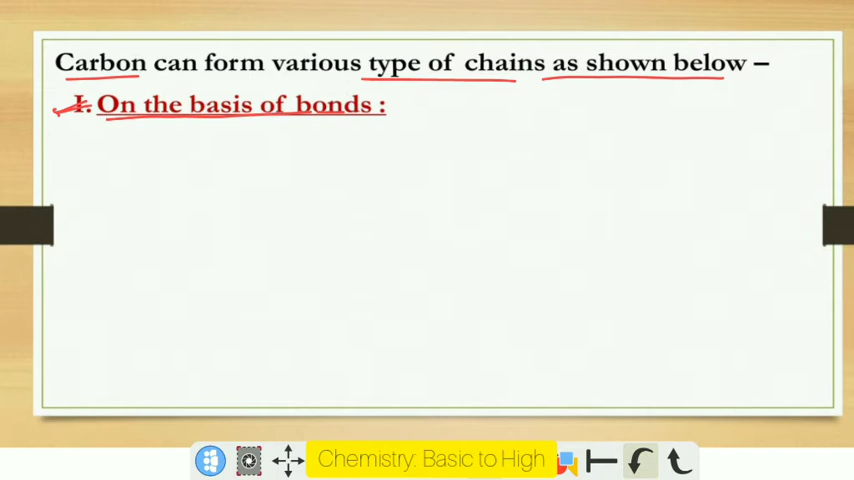 Carbon can form various type of chains as shown below –
I. On the basis of bonds :
Chemistry: Basic to High